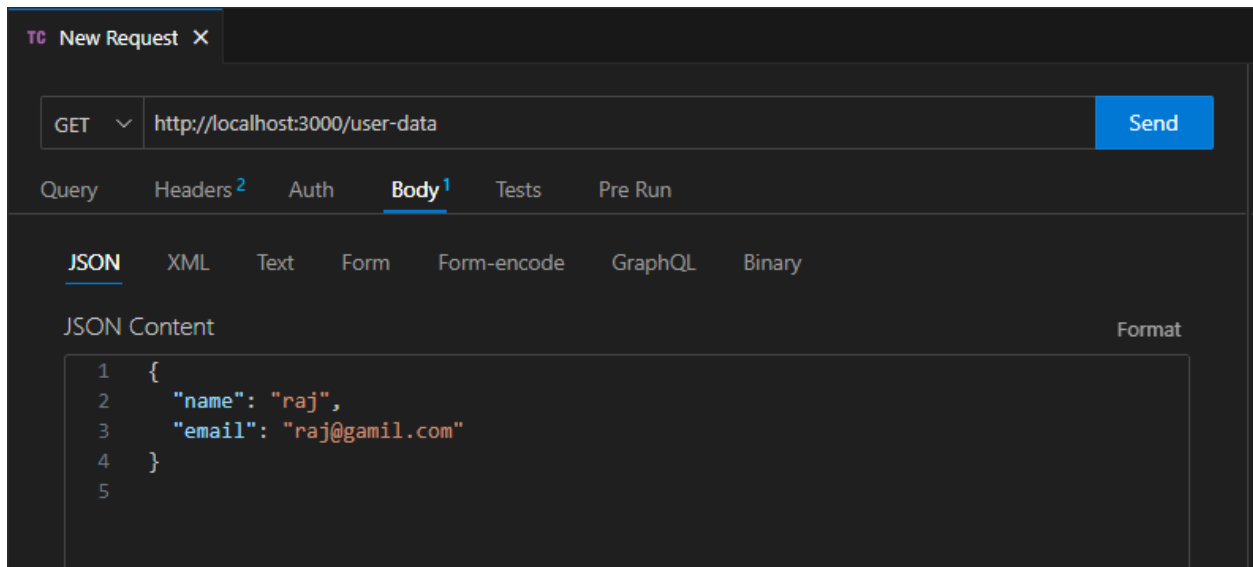 TC New Request ×
GET http://localhost:3000/user-data Send
Query Headers 2 Auth Body 1 Tests Pre Run
JSON XML Text Form Form-encode GraphQL Binary
JSON Content Format
1 {
2 "name": "raj",
3 "email": "raj@gamil.com"
4 }
5